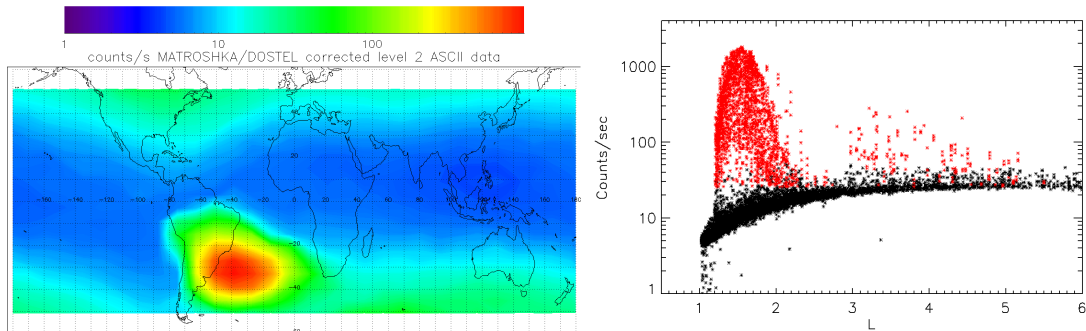 1 10 100
counts/s MATROSHKA/DOSTEL corrected level 2 ASCII data
20
−160 −140 −120 −100 −80 −60 −40 −20 0 20 40 60 80 100 120 140 160 180
−20
−40
1000
100
10
1
Counts/sec
1 2 3 4 5 6
L